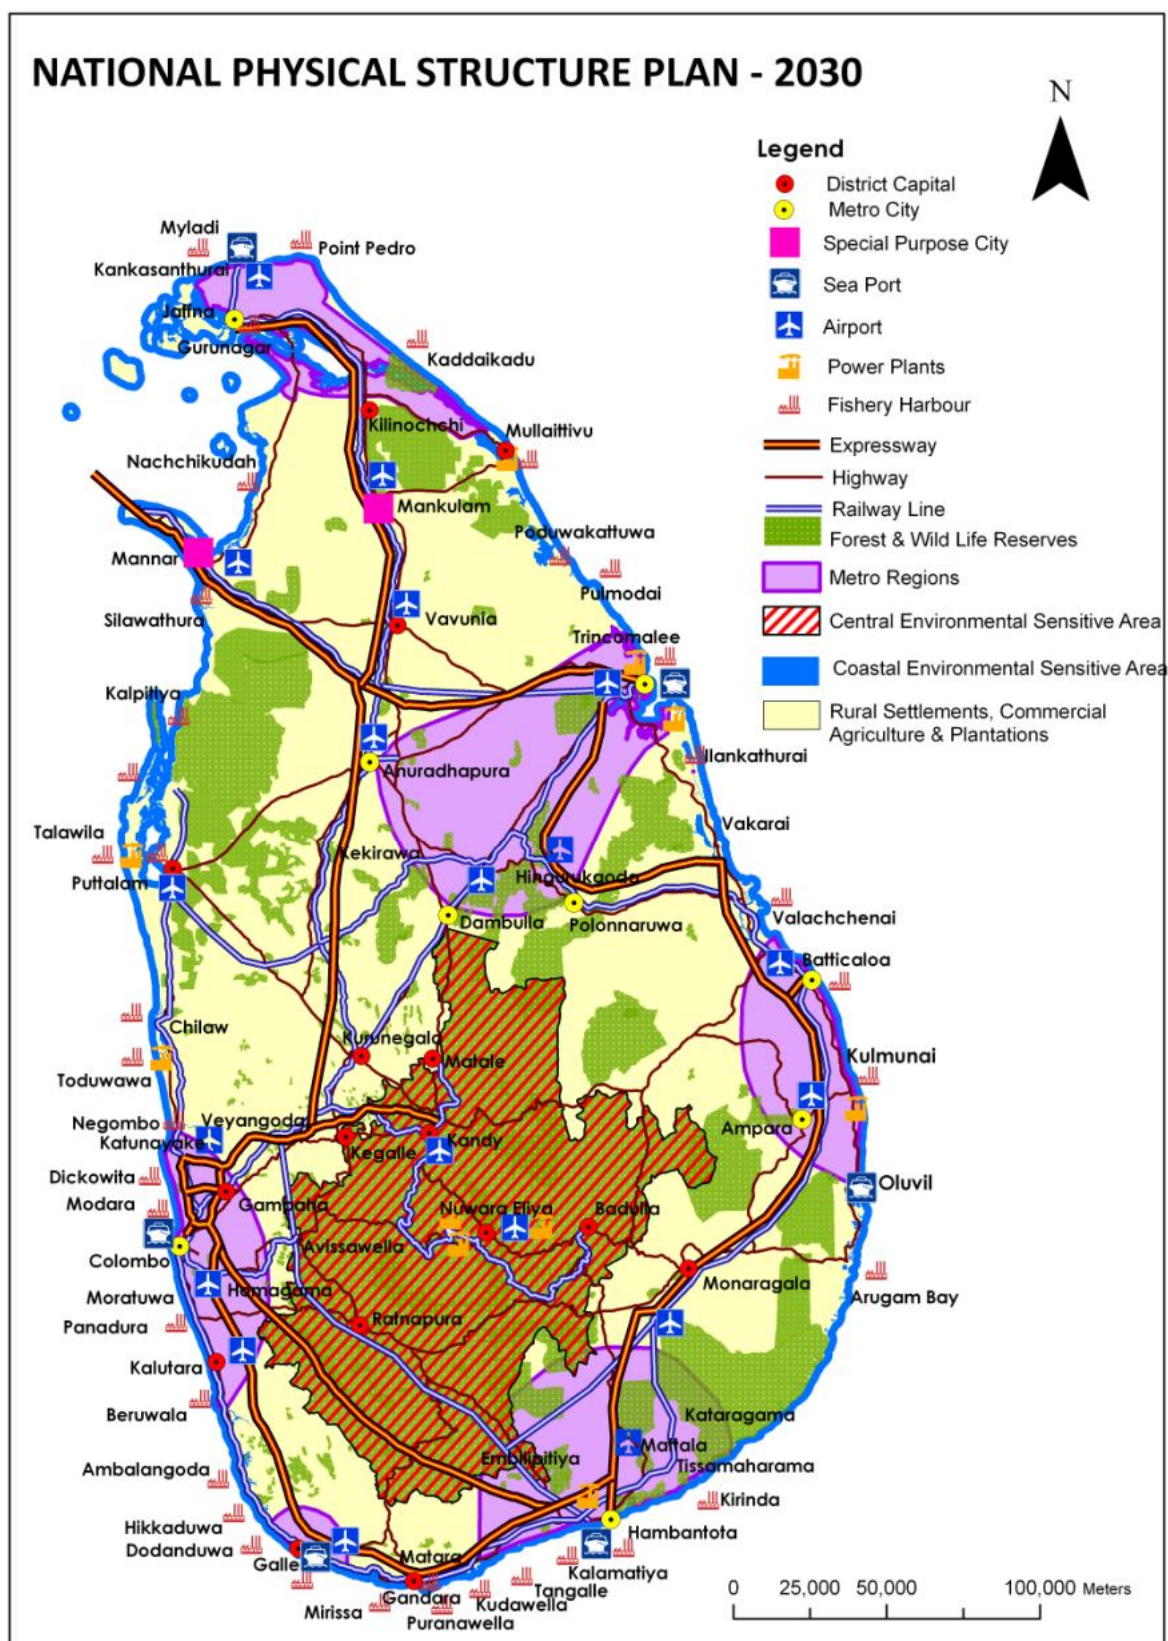 NATIONAL PHYSICAL STRUCTURE PLAN - 2030
N
Legend
District Capital
Metro City
Special Purpose City
Sea Port
Airport
Power Plants
Fishery Harbour
Expressway
Highway
Railway Line
Forest & Wild Life Reserves
Metro Regions
Central Environmental Sensitive Area
Coastal Environmental Sensitive Area
Rural Settlements, Commercial
Agriculture & Plantations
Myladi
Point Pedro
Kankasanthurai
Jaffna
Gurunagar
Kaddaikadu
Kilinochchi
Mullaittivu
Nachchikudah
Mankulam
Poduwakattuwa
Mannar
Pulmodai
Silawathura
Vavunia
Trincomalee
Kalpitiya
Illankathurai
Anuradhapura
Talawila
Vakarai
Kekirawa
Puttalam
Hingurukgoda
Dambulla
Polonnaruwa
Valachchenai
Batticaloa
Chilaw
Kurunegala
Matale
Kulmunai
Toduwawa
Negombo
Veyangoda
Katunayake
Kegalle
Kandy
Ampara
Dickowita
Oluvil
Modara
Gampaha
Nuwara Eliya
Badulla
Avissawella
Colombo
Monaragala
Moratuwa
Homagama
Arugam Bay
Panadura
Ratnapura
Kalutara
Beruwala
Kataragama
Mattala
Embilipitiya
Tissamaharama
Ambalangoda
Kirinda
Hikkaduwa
Hambantota
Dodanduwa
Galle
Matara
Kalamatiya
Tangalle
Gandara
Kudawella
Mirissa
Puranawella
0 25,000 50,000 100,000 Meters